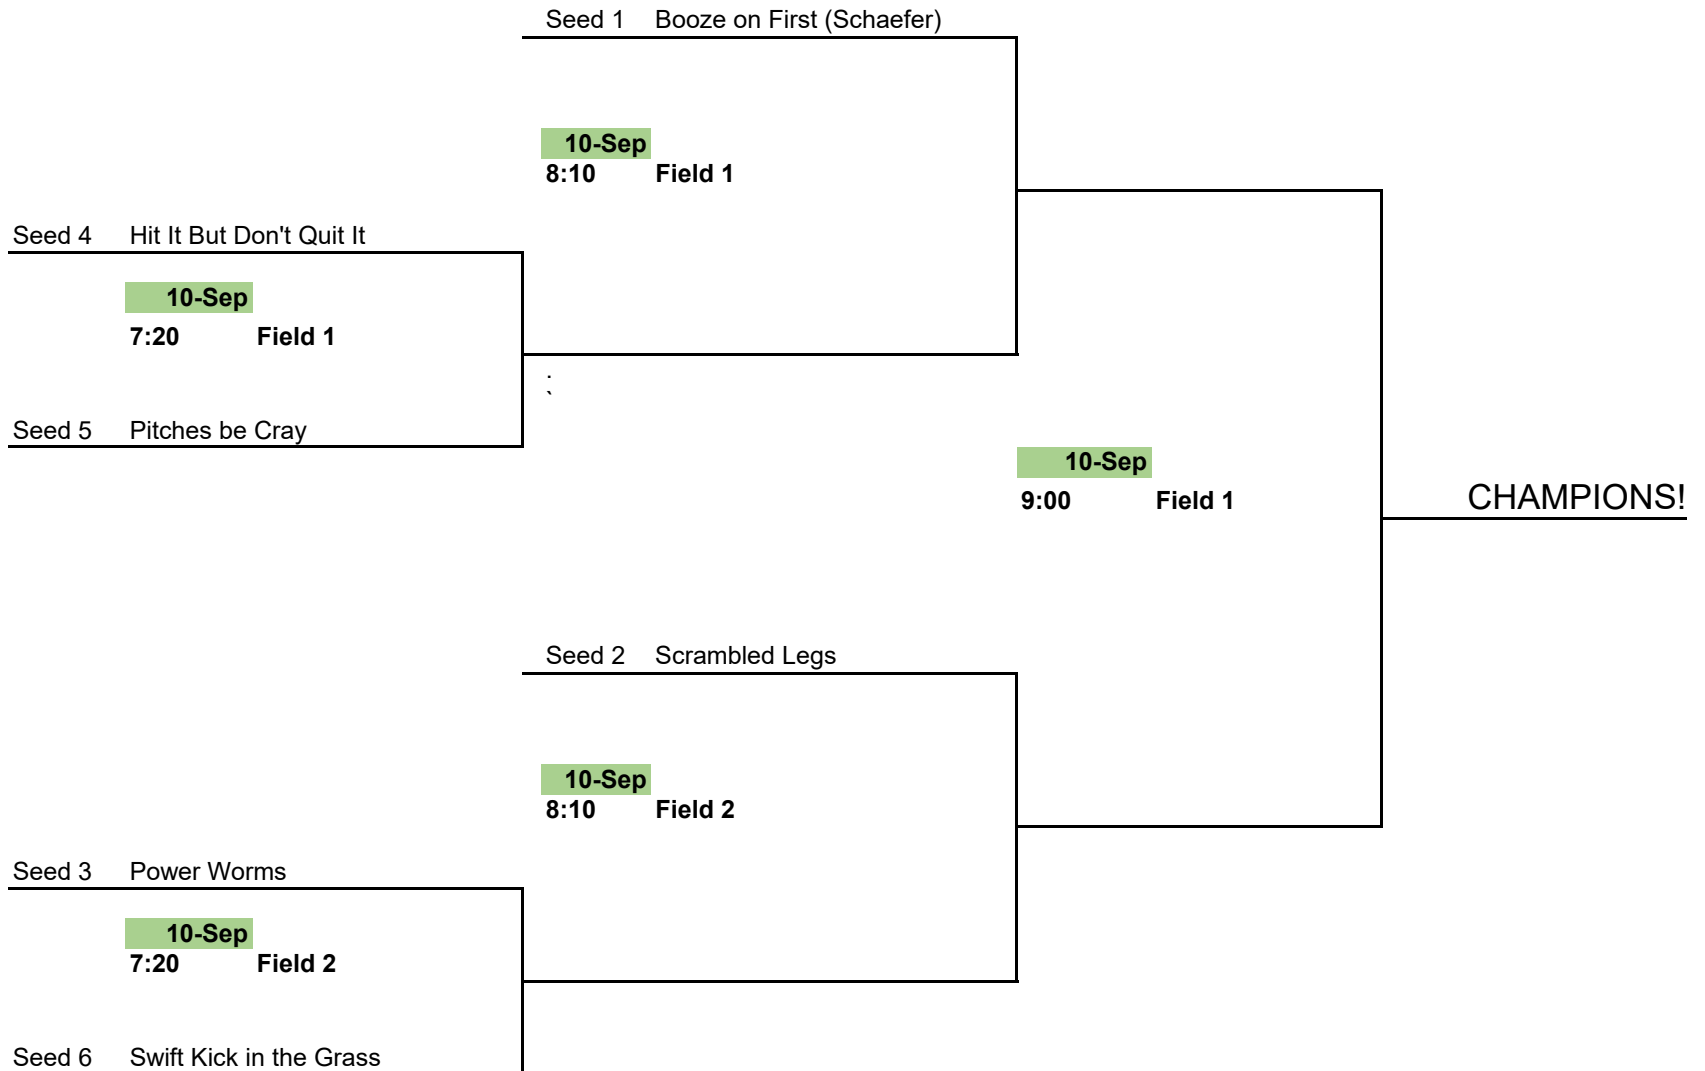 Seed 1 Booze on First (Schaefer)
10-Sep
8:10 Field 1
Seed 4 Hit It But Don't Quit It
10-Sep
7:20 Field 1
.
`
Seed 5 Pitches be Cray
10-Sep
9:00 Field 1
CHAMPIONS!
Seed 2 Scrambled Legs
10-Sep
8:10 Field 2
Seed 3 Power Worms
10-Sep
7:20 Field 2
Seed 6 Swift Kick in the Grass